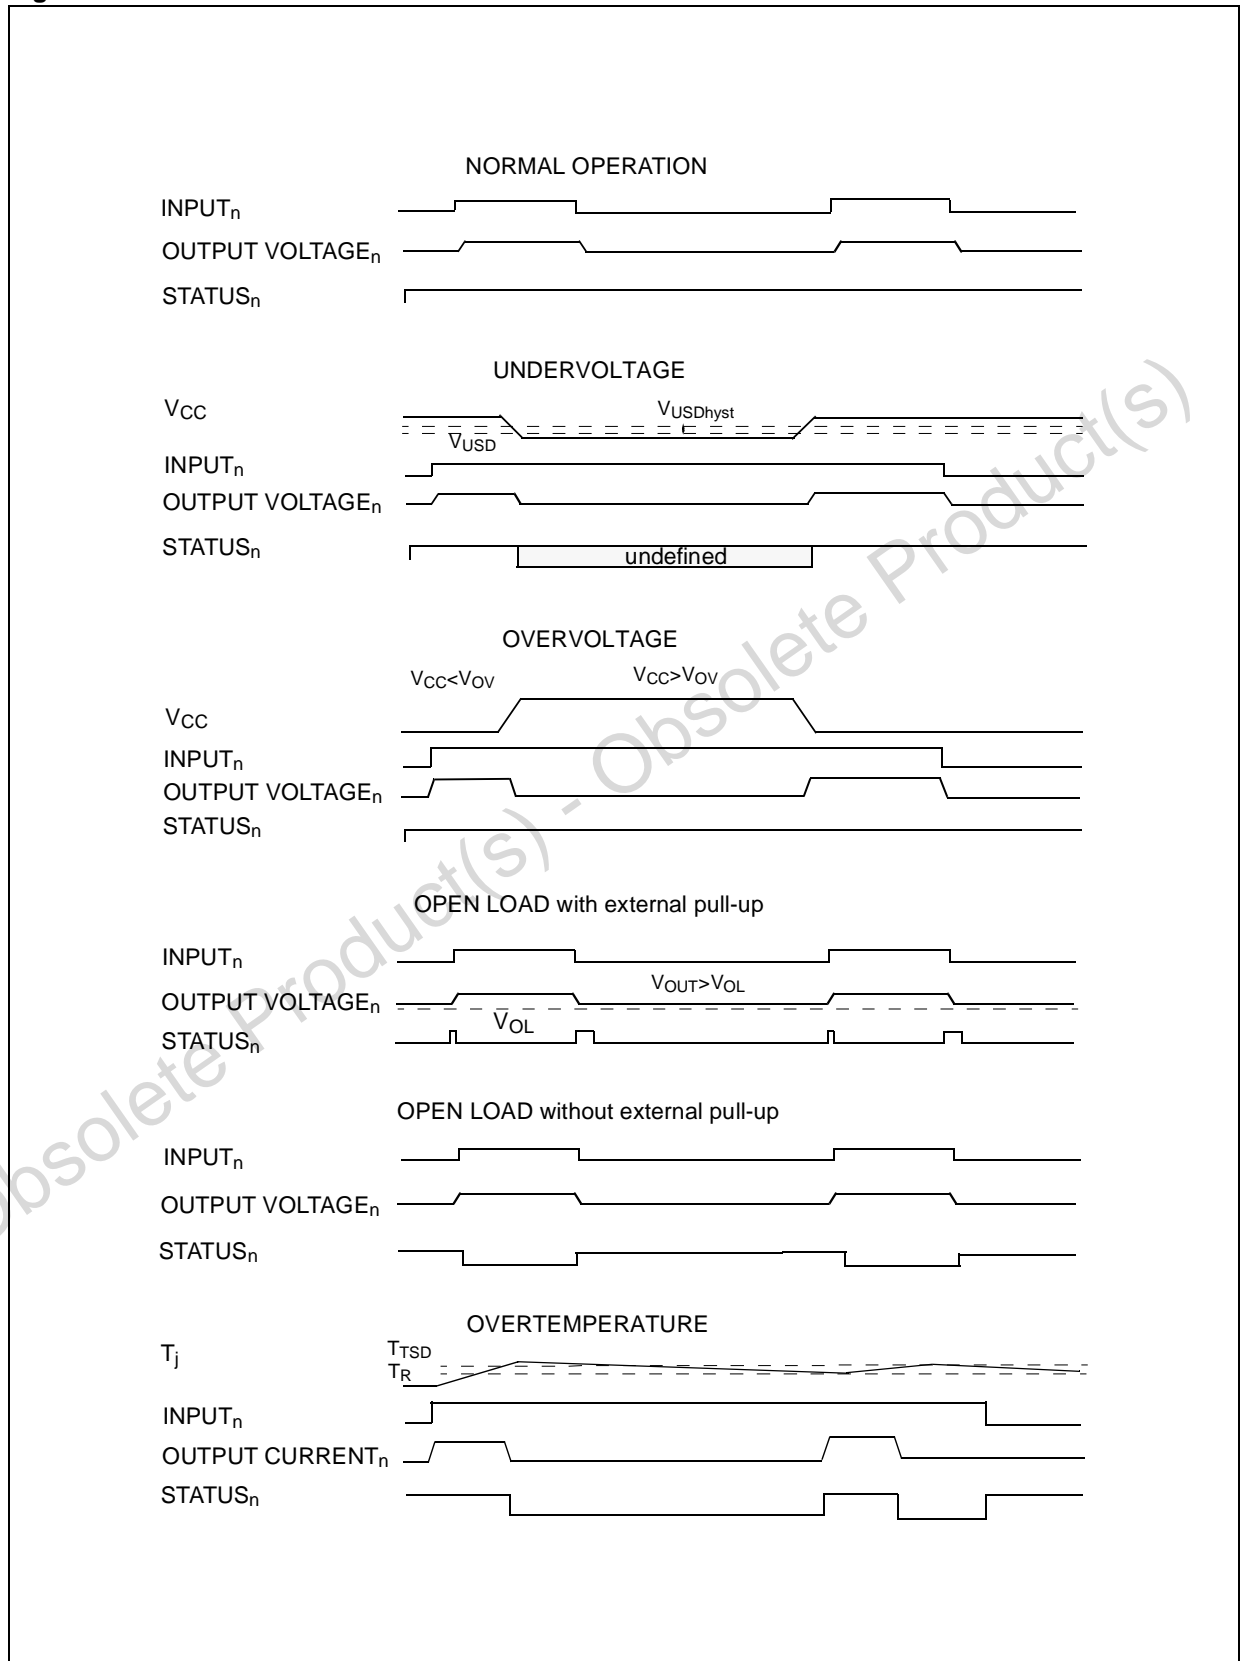 NORMAL OPERATION
INPUTn
OUTPUT VOLTAGEn
STATUSn
UNDERVOLTAGE
VCC
VUSDhyst
VUSD
INPUTn
OUTPUT VOLTAGEn
STATUSn
undefined
OVERVOLTAGE
VCC<VOV
VCC>VOV
VCC
INPUTn
OUTPUT VOLTAGEn
STATUSn
OPEN LOAD with external pull-up
INPUTn
VOUT>VOL
OUTPUT VOLTAGEn
VOL
STATUSn
OPEN LOAD without external pull-up
INPUTn
OUTPUT VOLTAGEn
STATUSn
OVERTEMPERATURE
Tj
TTSD
TR
INPUTn
OUTPUT CURRENTn
STATUSn
Obsolete Product(s) - Obsolete Product(s)